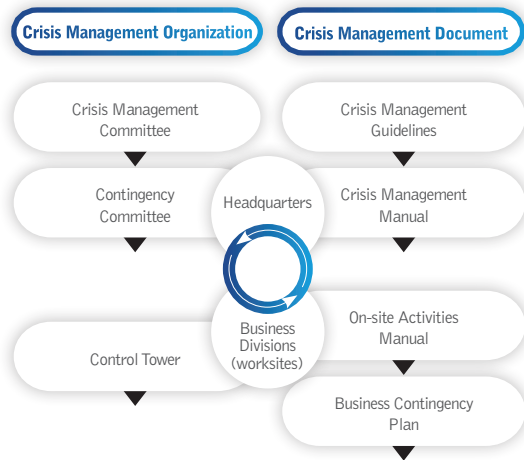 Crisis Management Organization
Crisis Management Document
Crisis Management
Committee
Crisis Management
Guidelines
Contingency
Committee
Headquarters
Crisis Management
Manual
Business
Divisions
(worksites)
On-site Activities
Manual
Control Tower
Business Contingency
Plan